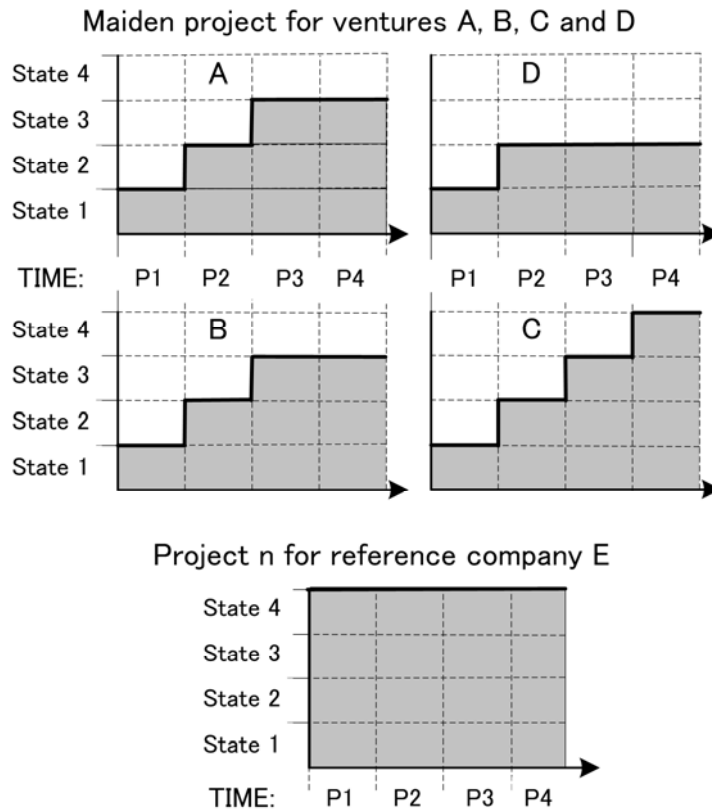 Maiden project for ventures A, B, C and D
State 4
State 3
State 2
State 1
A
D
TIME: P1 P2 P3 P4 P1 P2 P3 P4
State 4
State 3
State 2
State 1
B
C
Project n for reference company E
State 4
State 3
State 2
State 1
TIME: P1 P2 P3 P4